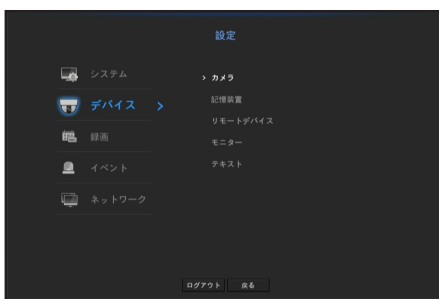 設定
システム
デバイス >
録画
イベント
ネットワーク
> カメラ
記憶装置
リモートデバイス
モニター
テキスト
ログアウト 戻る